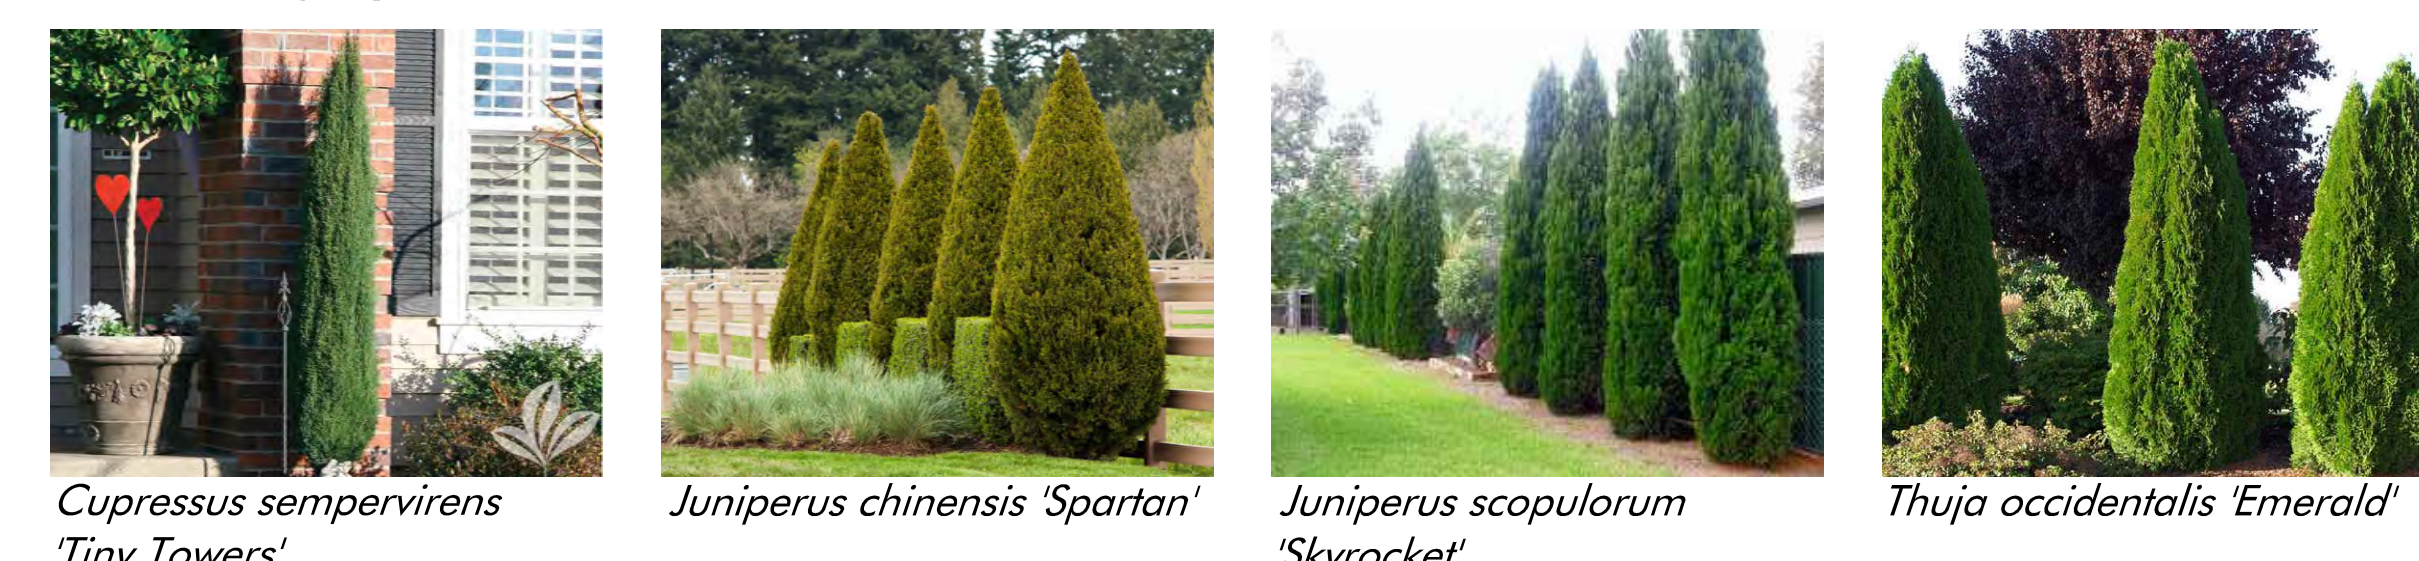 Cupressus sempervirens
'Tiny Towers'
Juniperus chinensis 'Spartan'
Juniperus scopulorum
'Skyrocket'
Thuja occidentalis 'Emerald'